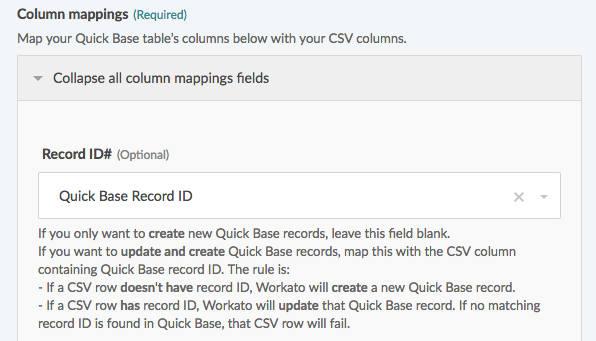 Column mappings (Required)
Map your Quick Base table's columns below with your CSV columns.
Collapse all column mappings fields
Record ID# (Optional)
Quick Base Record ID
If you only want to create new Quick Base records, leave this field blank.
If you want to update and create Quick Base records, map this with the CSV column
containing Quick Base record ID. The rule is:
- If a CSV row doesn't have record ID, Workato will create a new Quick Base record.
- If a CSV row has record ID, Workato will update that Quick Base record. If no matching
record ID is found in Quick Base, that CSV row will fail.